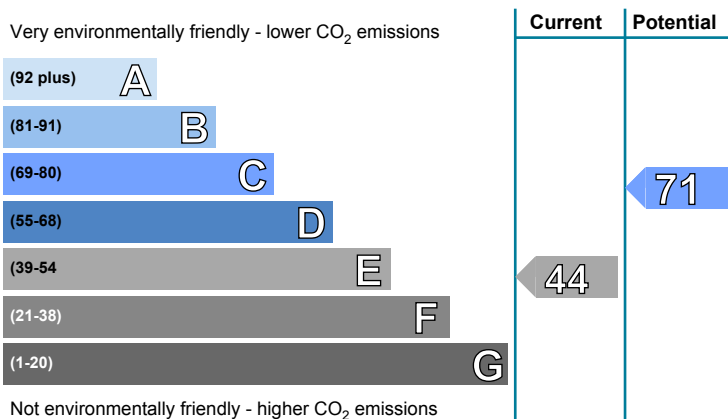 Very environmentally friendly - lower CO₂ emissions
Current
Potential
(92 plus) A
(81-91) B
(69-80) C
71
(55-68) D
(39-54 E
44
(21-38) F
(1-20) G
Not environmentally friendly - higher CO₂ emissions